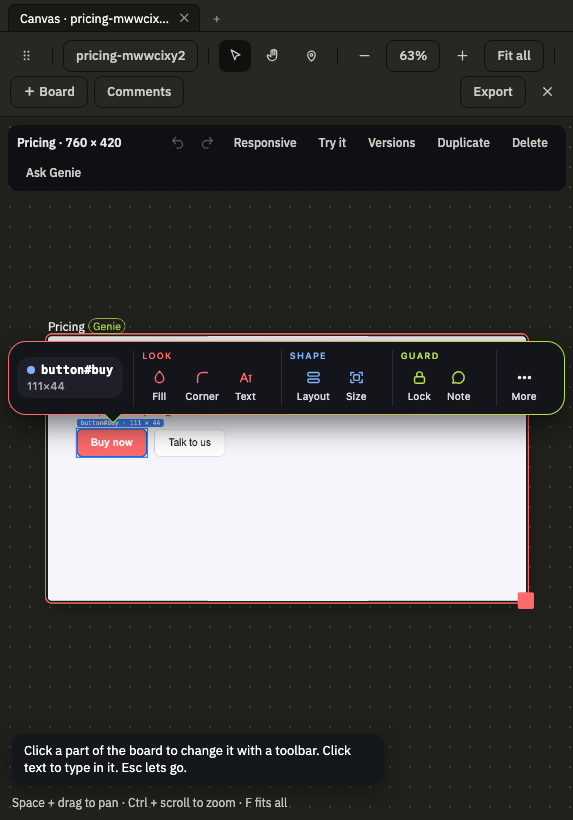 Canvas · pricing-mwwcix...
pricing-mwwcixy2
63%
Fit all
+ Board
Comments
Export
Pricing · 760 × 420
Responsive
Try it
Versions
Duplicate
Delete
Ask Genie
Pricing Genie
button#buy
111×44
LOOK
Fill
Corner
Text
SHAPE
Layout
Size
GUARD
Lock
Note
More
button#buy · 111 × 44
Buy now
Talk to us
Click a part of the board to change it with a toolbar. Click
text to type in it. Esc lets go.
Space + drag to pan · Ctrl + scroll to zoom · F fits all